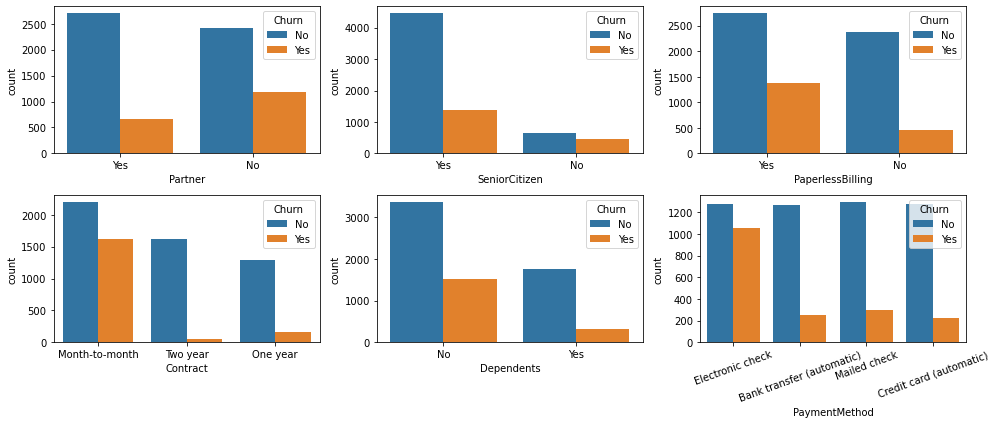 2500
2000
1500
1000
500
0
count
Yes
No
Partner
Churn
No
Yes
4000
3000
2000
1000
0
count
Yes
No
SeniorCitizen
Churn
No
Yes
2500
2000
1500
1000
500
0
count
Yes
No
PaperlessBilling
Churn
No
Yes
2000
1500
1000
500
0
count
Month-to-month
Two year
One year
Contract
Churn
No
Yes
3000
2000
1000
0
count
No
Yes
Dependents
Churn
No
Yes
1200
1000
800
600
400
200
0
count
Electronic check
Bank transfer (automatic)
Mailed check
Credit card (automatic)
PaymentMethod
Churn
No
Yes